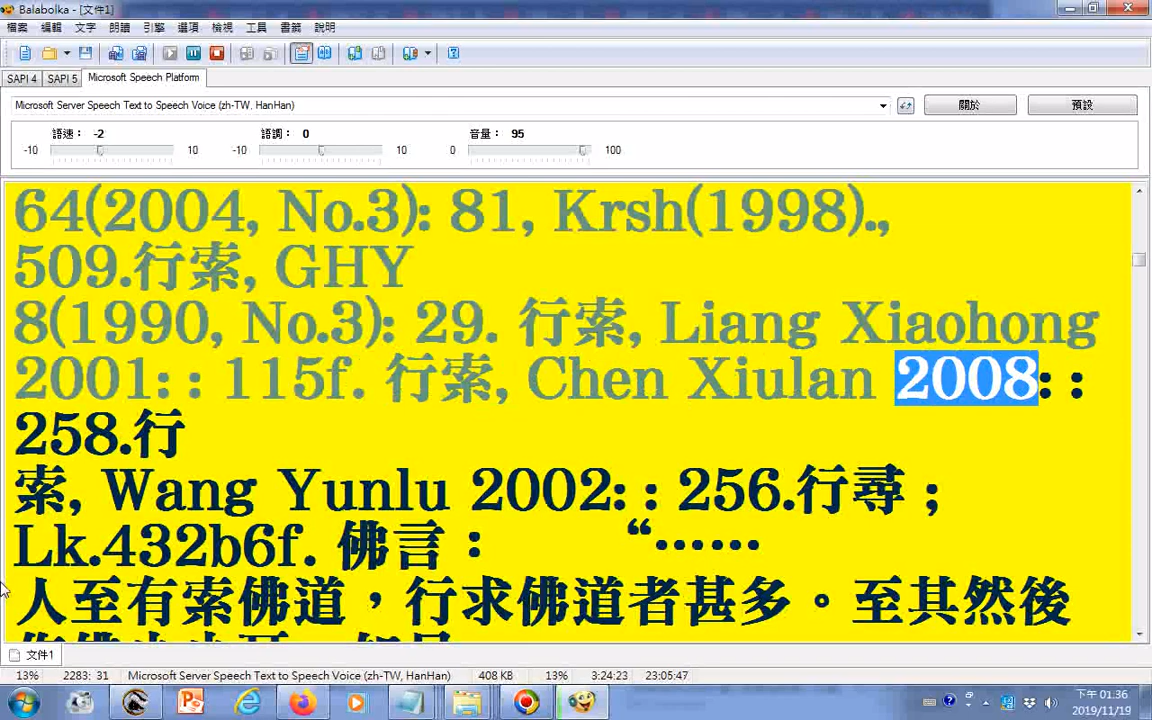 Balabolka - [文件1]
檔案 編輯 文字 朗讀 引擎 選項 檢視 工具 書籤 說明
SAPI 4 SAPI 5 Microsoft Speech Platform
Microsoft Server Speech Text to Speech Voice (zh-TW, HanHan) 關於 預設
語速： -2 語調： 0 音量： 95
-10 10 -10 10 0 100
64(2004, No.3): 81, Krsh(1998).,
509.行索, GHY
8(1990, No.3): 29. 行索, Liang Xiaohong
2001: : 115f. 行索, Chen Xiulan 2008: :
258.行
索, Wang Yunlu 2002: : 256.行尋；
Lk.432b6f. 佛言： “……
人至有索佛道，行求佛道者甚多。至其然後
文件1
13% 2283: 31 Microsoft Server Speech Text to Speech Voice (zh-TW, HanHan) 408 KB 13% 3:24:23 23:05:47
下午 01:36
2019/11/19